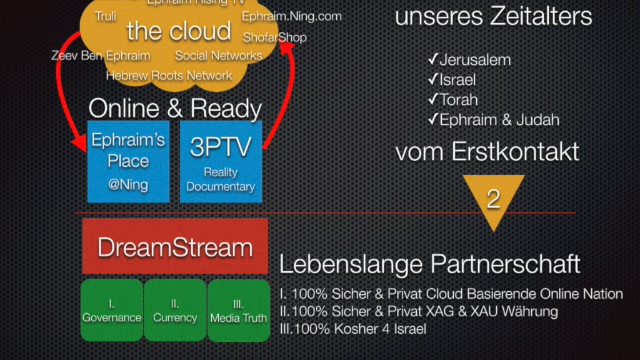 Ephraim Rising TV
Truli
Ephraim.Ning.com
the cloud
ShofarShop
Zeev Ben Ephraim
Social Networks
Hebrew Roots Network
Online & Ready
Ephraim's
Place
@Ning
3PTV
Reality
Documentary
DreamStream
I.
Governance
II.
Currency
III.
Media Truth
unseres Zeitalters
✓Jerusalem
✓Israel
✓Torah
✓Ephraim & Judah
vom Erstkontakt
2
Lebenslange Partnerschaft
I. 100% Sicher & Privat Cloud Basierende Online Nation
II.100% Sicher & Privat XAG & XAU Währung
III.100% Kosher 4 Israel